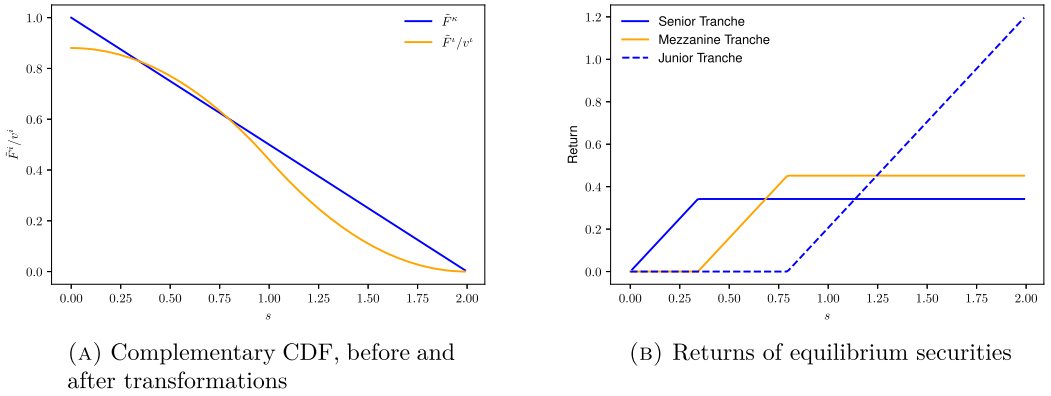 1.0
0.8
0.6
0.4
0.2
0.0
F̃ⁱ/vⁱ
F̃ᵏ
F̃ᶥ/vᶥ
0.00 0.25 0.50 0.75 1.00 1.25 1.50 1.75 2.00
s
(A) Complementary CDF, before and
after transformations
1.2
1.0
0.8
0.6
0.4
0.2
0.0
Return
Senior Tranche
Mezzanine Tranche
Junior Tranche
0.00 0.25 0.50 0.75 1.00 1.25 1.50 1.75 2.00
s
(B) Returns of equilibrium securities